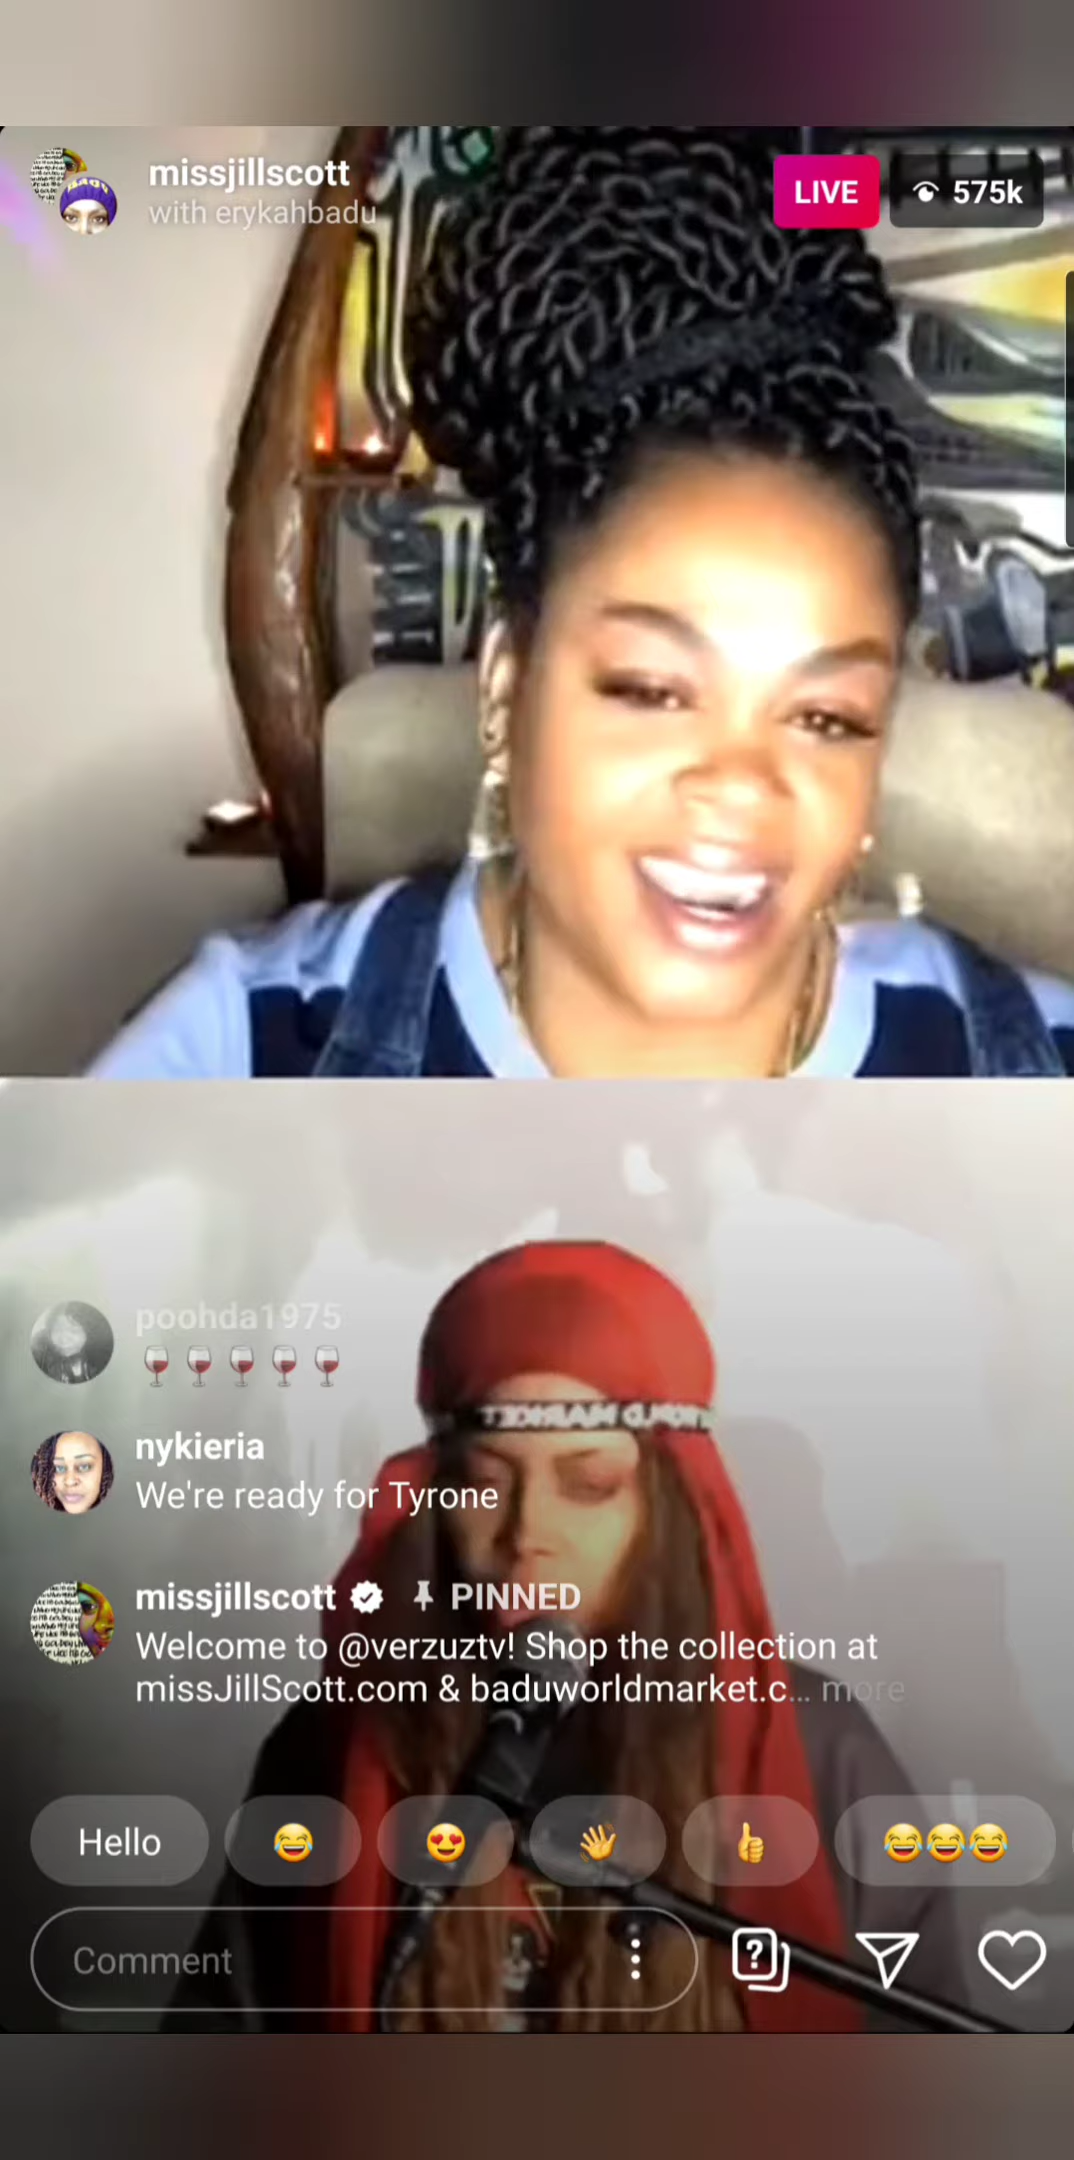 missjillscott
with erykahbadu
LIVE
575k
poohda1975
nykieria
We're ready for Tyrone
missjillscott PINNED
Welcome to @verzuztv! Shop the collection at
missJillScott.com & baduworldmarket.c... more
Hello
Comment